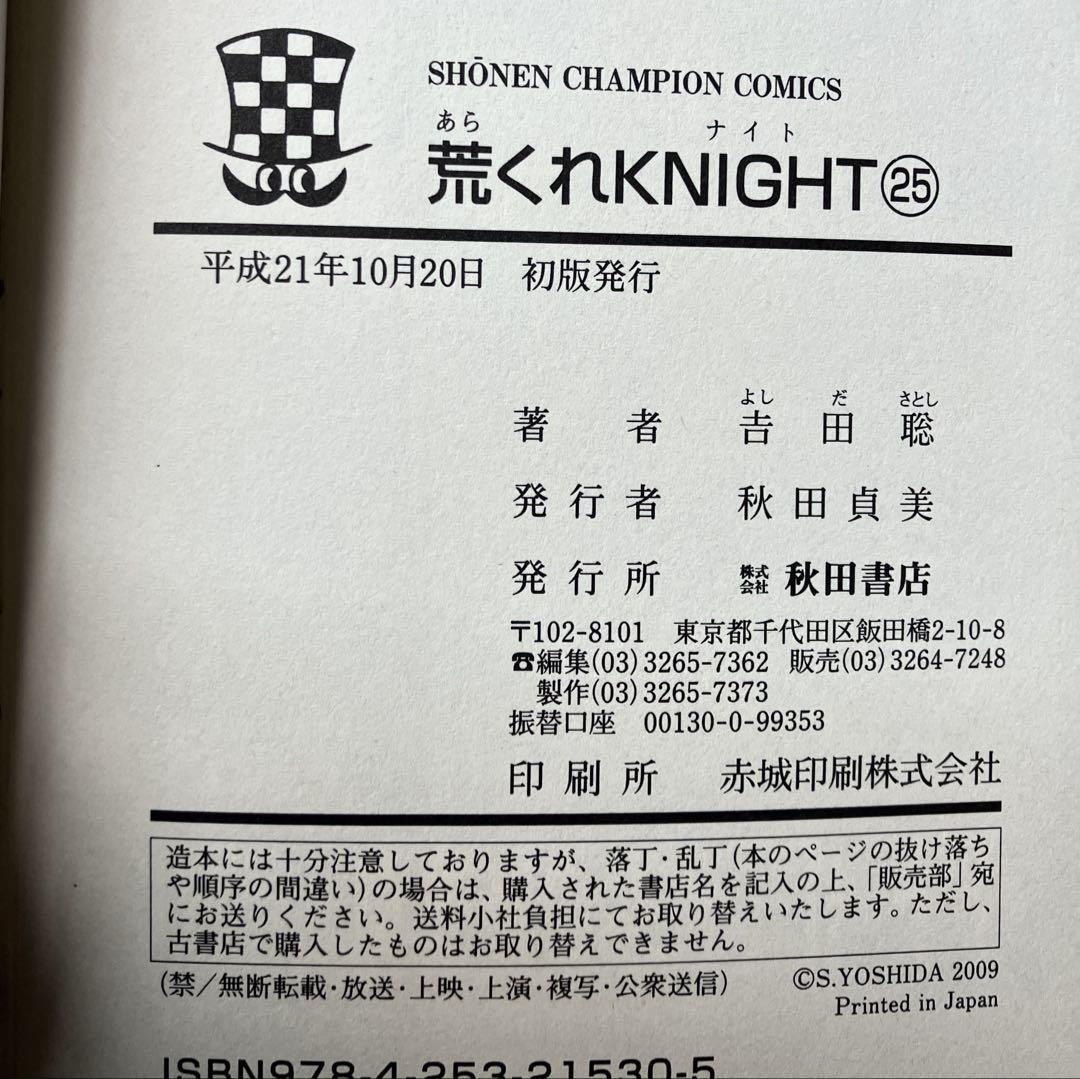 SHŌNEN CHAMPION COMICS
あら ナイト
荒くれKNIGHT㉕
平成21年10月20日 初版発行
よし だ さとし
著者 𠮷田聡
発行者 秋田貞美
発行所 株式会社 秋田書店
〒102-8101 東京都千代田区飯田橋2-10-8
☎編集(03)3265-7362 販売(03)3264-7248
製作(03)3265-7373
振替口座 00130-0-99353
印刷所 赤城印刷株式会社
造本には十分注意しておりますが、落丁・乱丁(本のページの抜け落ち
や順序の間違い)の場合は、購入された書店名を記入の上、「販売部」宛
にお送りください。送料小社負担にてお取り替えいたします。ただし、
古書店で購入したものはお取り替えできません。
(禁/無断転載・放送・上映・上演・複写・公衆送信)
©S.YOSHIDA 2009
Printed in Japan
ISBN978-4-253-21530-5